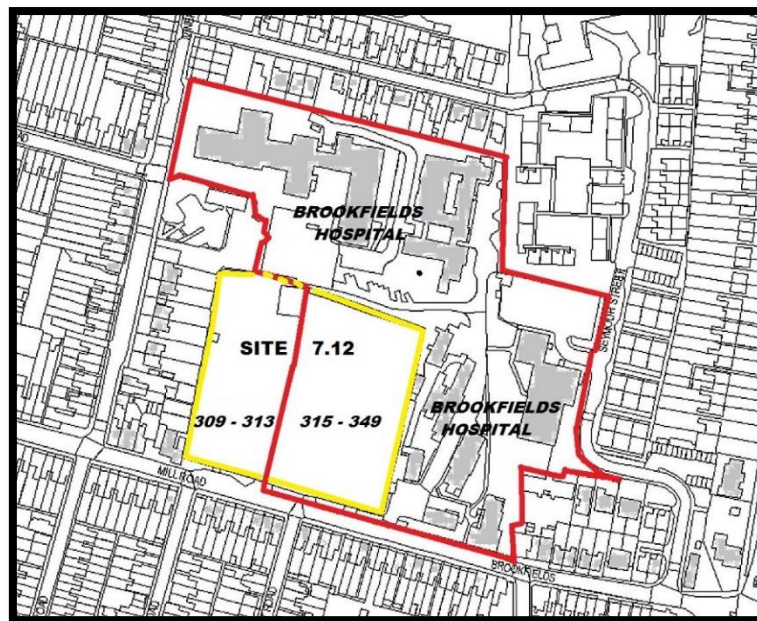 BROOKFIELDS
HOSPITAL
SEYMOUR STREET
SITE 7.12
BROOKFIELDS
HOSPITAL
309 - 313 315 - 349
MILL ROAD
BROOKFIELDS